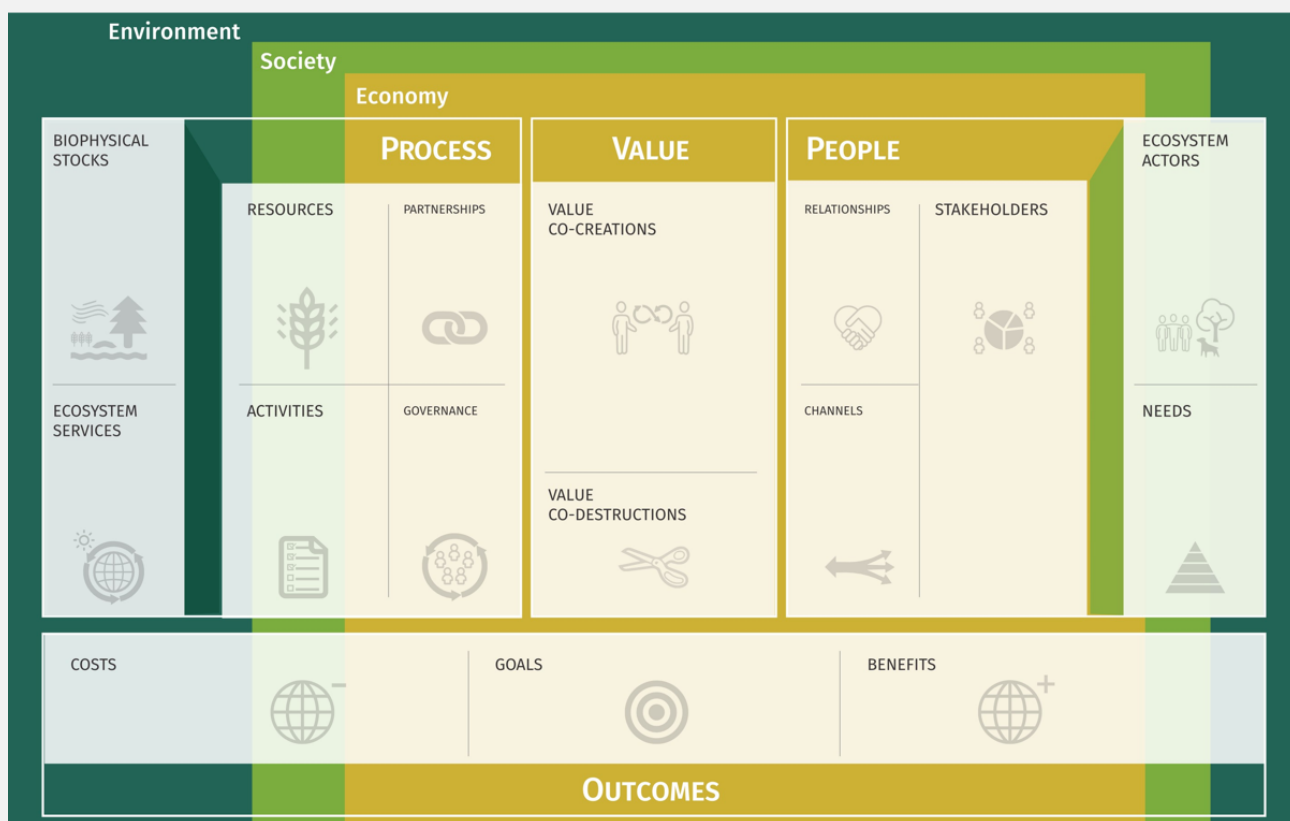 Environment
Society
Economy
BIOPHYSICAL
STOCKS
PROCESS
VALUE
PEOPLE
ECOSYSTEM
ACTORS
RESOURCES
PARTNERSHIPS
VALUE
CO-CREATIONS
RELATIONSHIPS
STAKEHOLDERS
ECOSYSTEM
SERVICES
ACTIVITIES
GOVERNANCE
CHANNELS
NEEDS
VALUE
CO-DESTRUCTIONS
COSTS
GOALS
BENEFITS
OUTCOMES